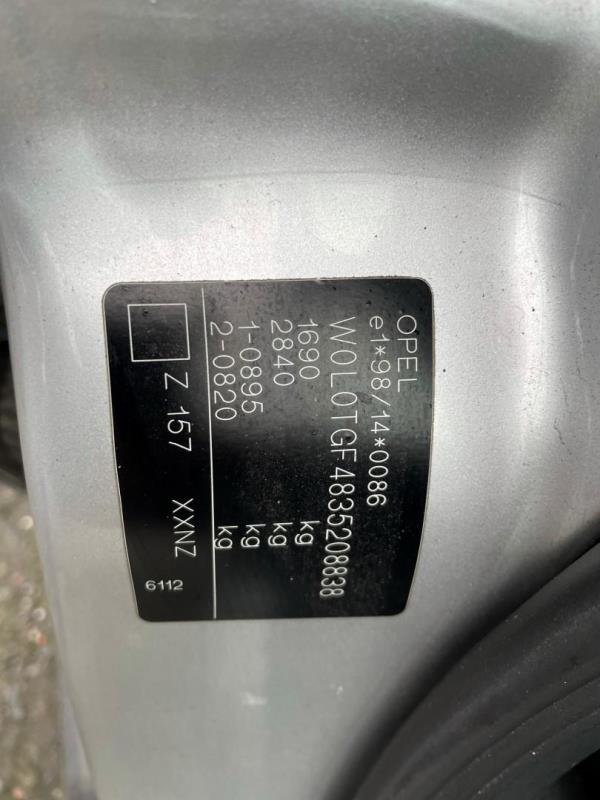 OPEL
e1*98/14*0086
W0L0TGF4835208838
1690 kg
2840 kg
1-0895 kg
2-0820 kg
Z 157 XXNZ
6112